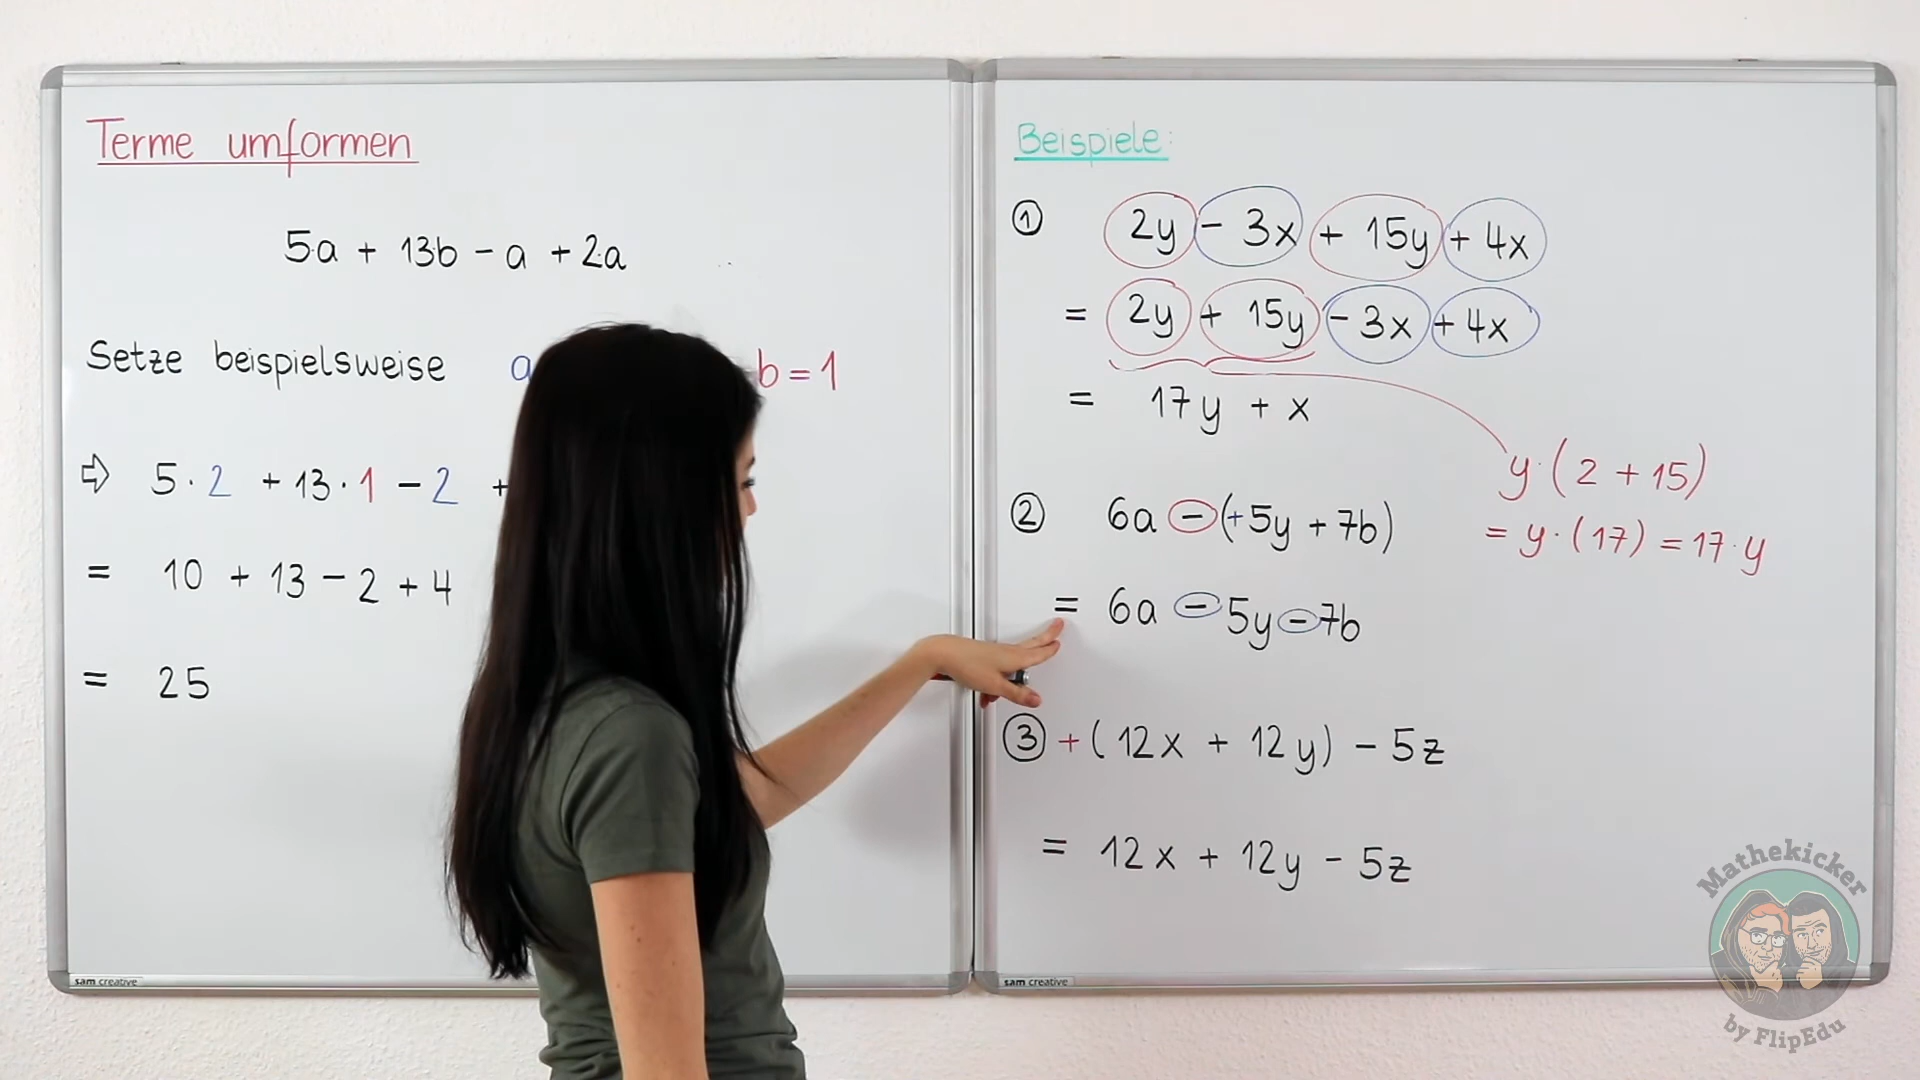 Terme umformen
5·a + 13b - a + 2·a
Setze beispielsweise a
b = 1
⇨ 5 · 2 + 13 · 1 - 2 +
= 10 + 13 - 2 + 4
= 25
sam creative
Beispiele:
① 2y - 3x + 15y + 4x
= 2y + 15y - 3x + 4x
= 17y + x
y · (2 + 15)
= y · (17) = 17 · y
② 6a - (+5y + 7b)
= 6a - 5y - 7b
③ + (12x + 12y) - 5z
= 12x + 12y - 5z
sam creative
Mathekicker
by FlipEdu